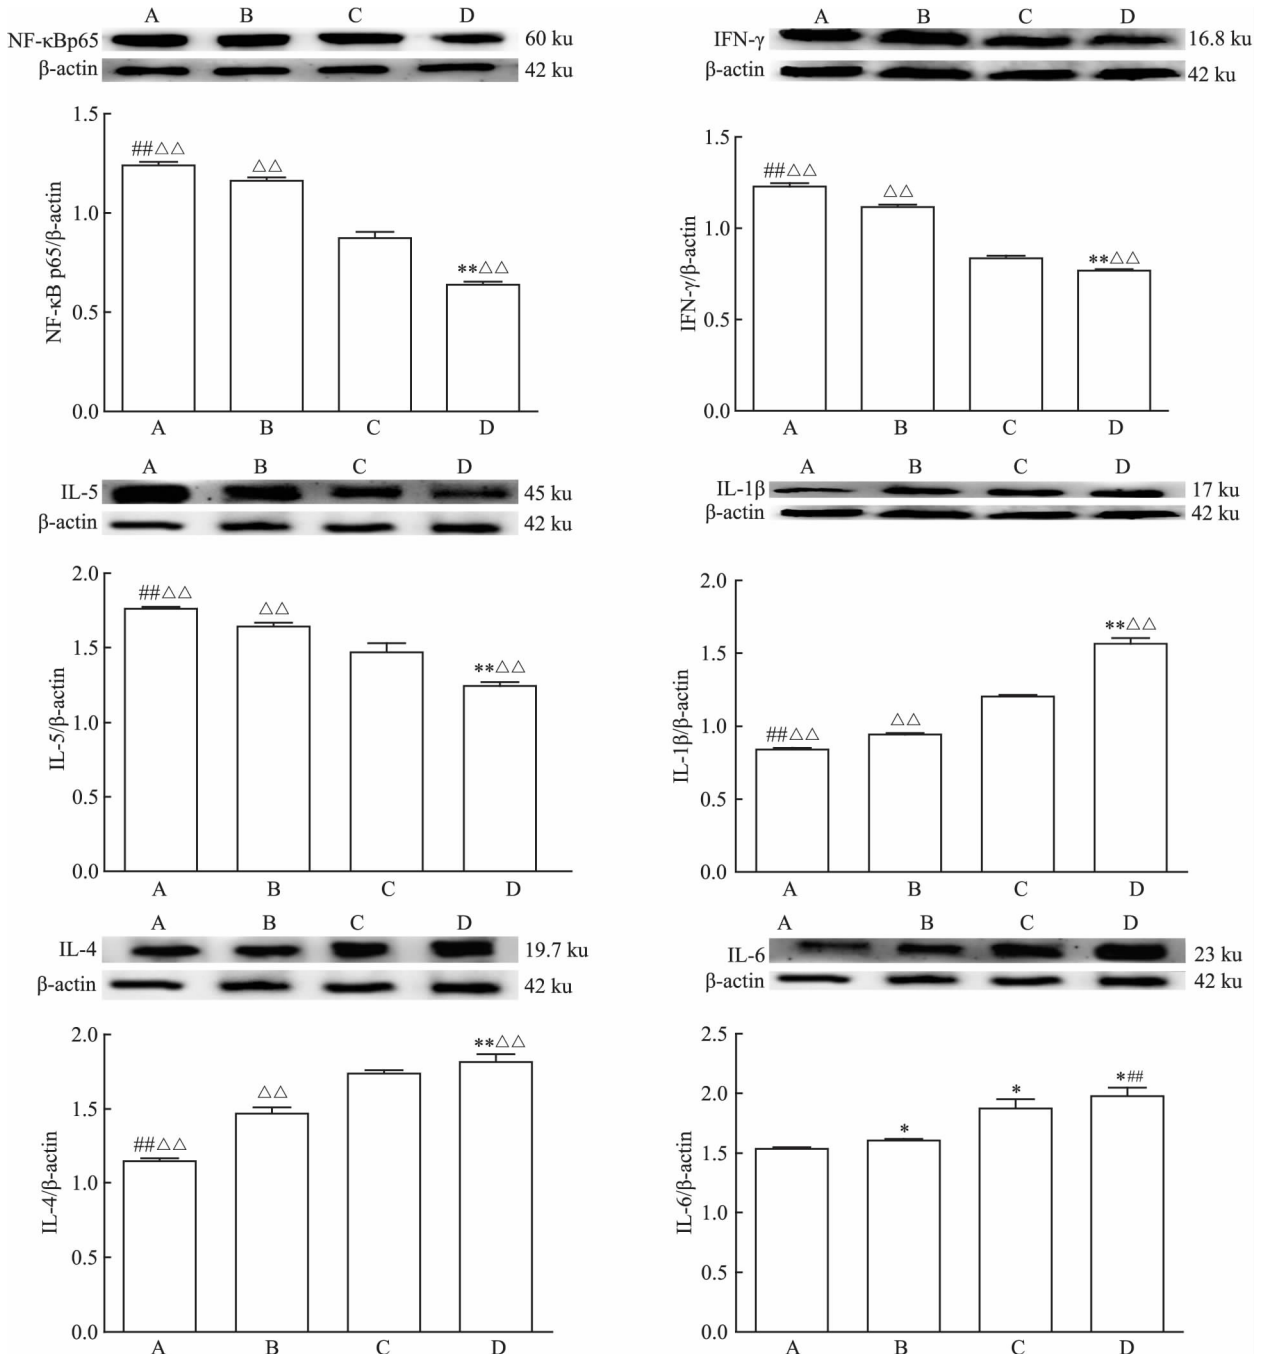 A B C D
NF-κBp65 60 ku
β-actin 42 ku
1.5
1.0
0.5
0.0
NF-κB p65/β-actin
##△△
△△
**△△
A B C D
A B C D
IFN-γ 16.8 ku
β-actin 42 ku
1.5
1.0
0.5
0.0
IFN-γ/β-actin
##△△
△△
**△△
A B C D
A B C D
IL-5 45 ku
β-actin 42 ku
2.0
1.5
1.0
0.5
0.0
IL-5/β-actin
##△△
△△
**△△
A B C D
A B C D
IL-1β 17 ku
β-actin 42 ku
2.0
1.5
1.0
0.5
0.0
IL-1β/β-actin
##△△
△△
**△△
A B C D
A B C D
IL-4 19.7 ku
β-actin 42 ku
2.0
1.5
1.0
0.5
0.0
IL-4/β-actin
##△△
△△
**△△
A B C D
A B C D
IL-6 23 ku
β-actin 42 ku
2.5
2.0
1.5
1.0
0.5
0.0
IL-6/β-actin
*
*
*##
A B C D